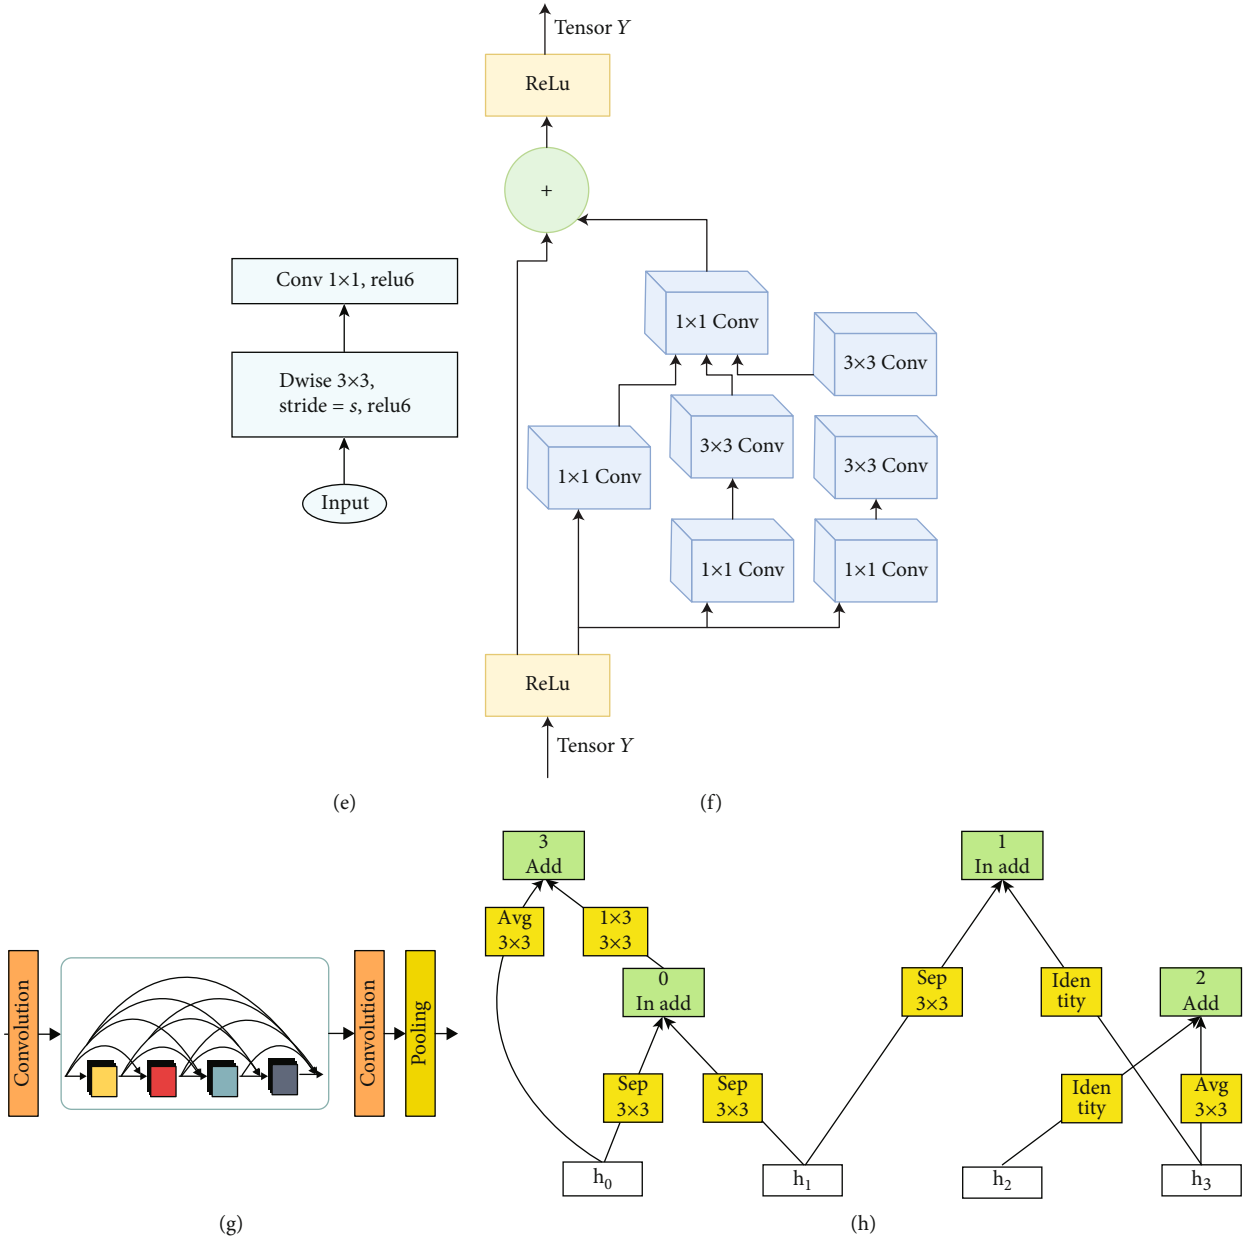 Tensor Y
ReLu
+
1×1 Conv
3×3 Conv
3×3 Conv
3×3 Conv
1×1 Conv
1×1 Conv
1×1 Conv
ReLu
Tensor Y
Conv 1×1, relu6
Dwise 3×3,
stride = s, relu6
Input
(e)
(f)
Convolution
Convolution
Pooling
(g)
3
Add
Avg
3×3
1×3
3×3
0
In add
Sep
3×3
Sep
3×3
1
In add
Sep
3×3
Iden
tity
2
Add
Iden
tity
Avg
3×3
h0
h1
h2
h3
(h)